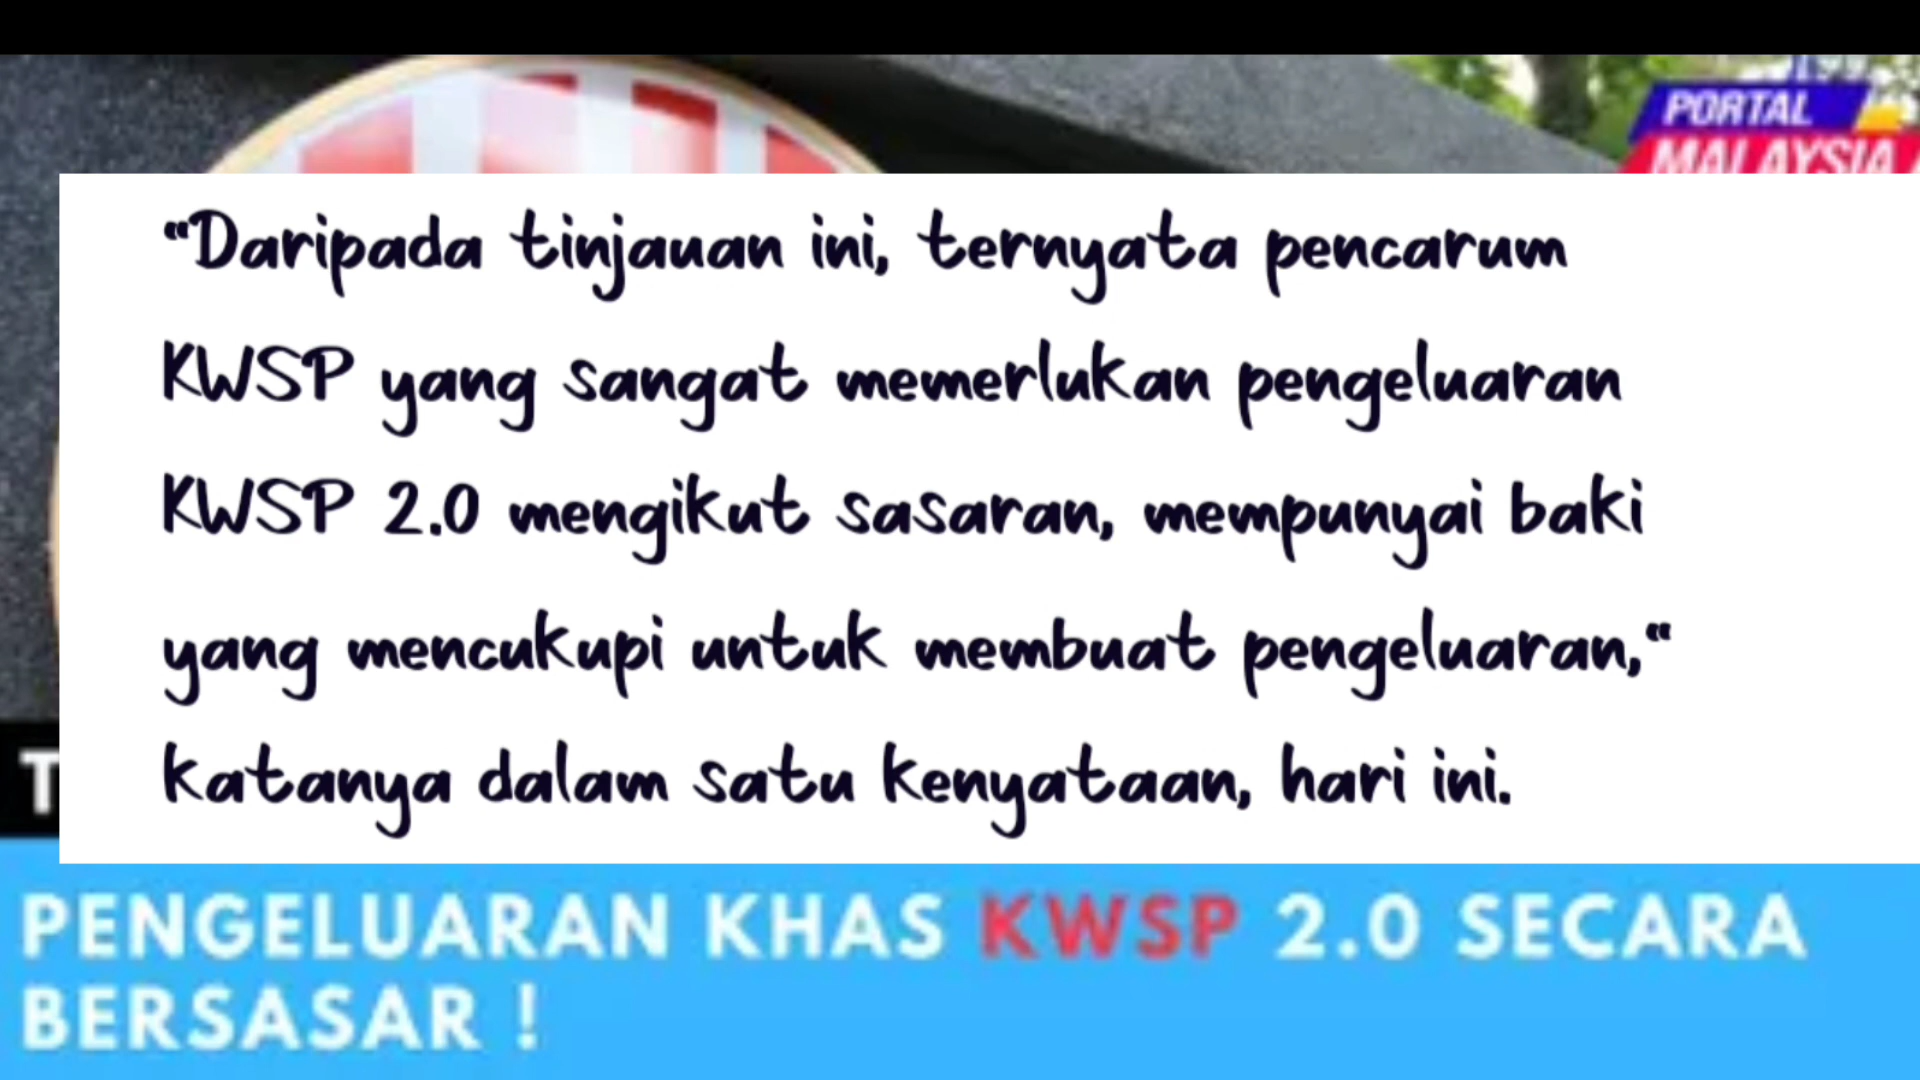 PORTAL
MALAYSIA
“Daripada tinjauan ini, ternyata pencarum
KWSP yang sangat memerlukan pengeluaran
KWSP 2.0 mengikut sasaran, mempunyai baki
yang mencukupi untuk membuat pengeluaran,“
katanya dalam satu kenyataan, hari ini.
PENGELUARAN KHAS KWSP 2.0 SECARA
BERSASAR !